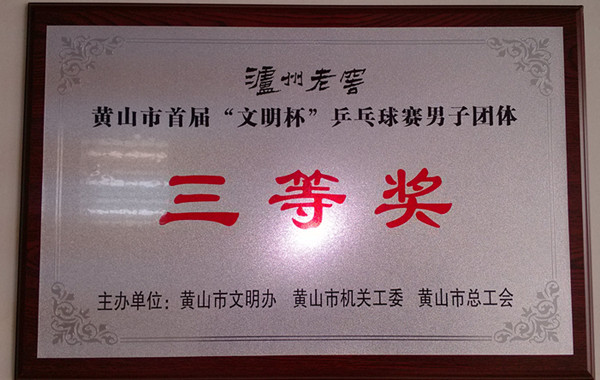 泸州老窖
黄山市首届“文明杯”乒乓球赛男子团体
三等奖
主办单位：黄山市文明办 黄山市机关工委 黄山市总工会